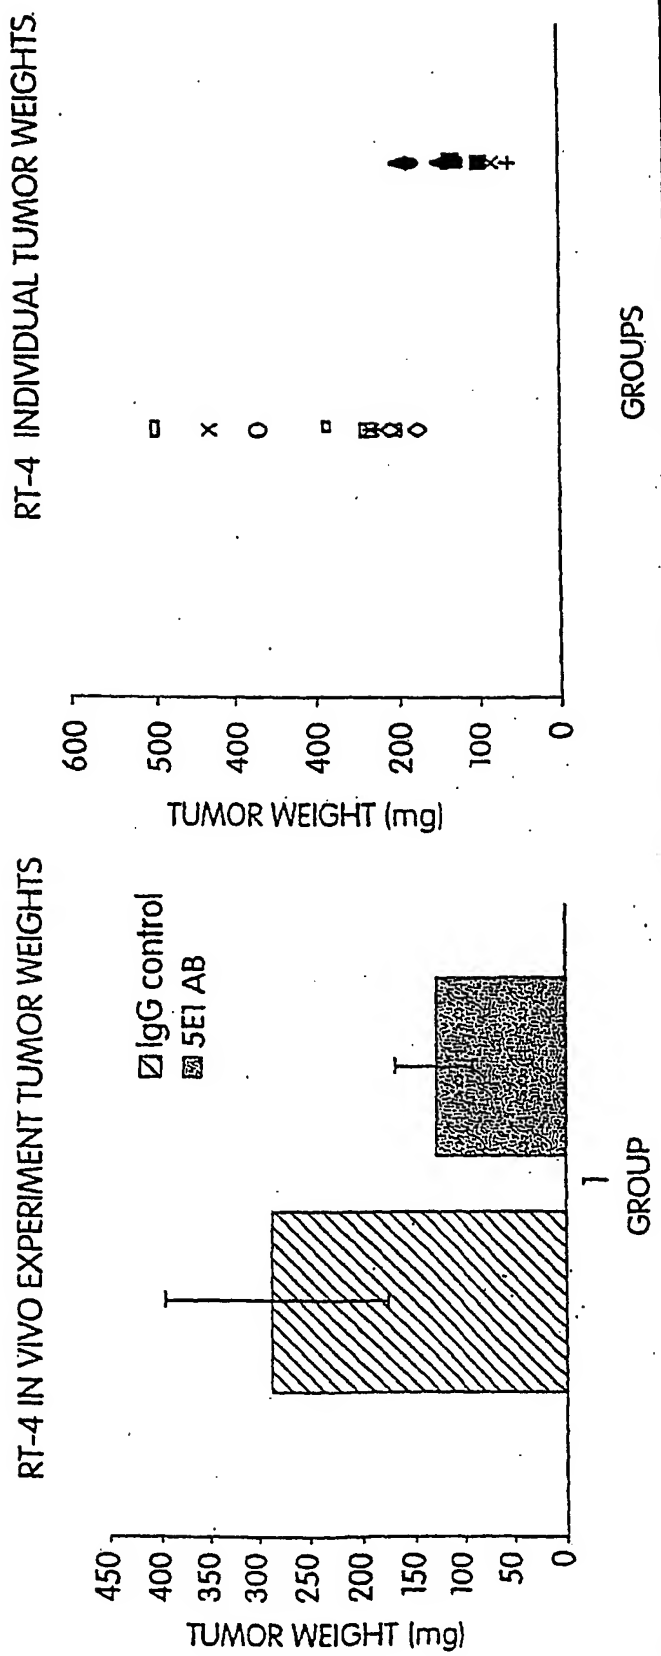 RT-4 IN VIVO EXPERIMENT TUMOR WEIGHTS
TUMOR WEIGHT (mg)
450
400
300
300
250
200
150
100
50
0
IgG control
5E1 AB
1
GROUP
RT-4 INDIVIDUAL TUMOR WEIGHTS.
TUMOR WEIGHT (mg)
600
500
400
400
200
100
0
GROUPS